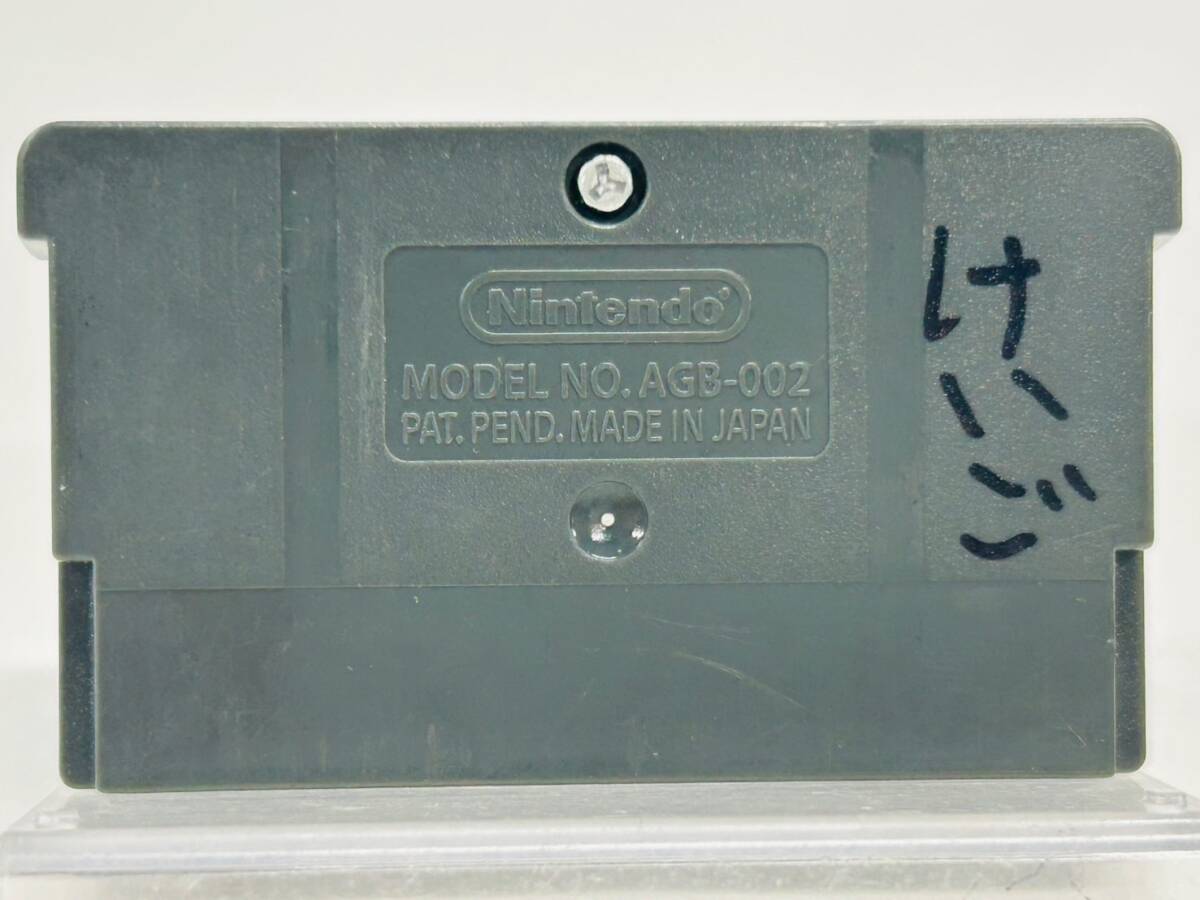 Nintendo®
MODEL NO. AGB-002
PAT. PEND. MADE IN JAPAN
けいご